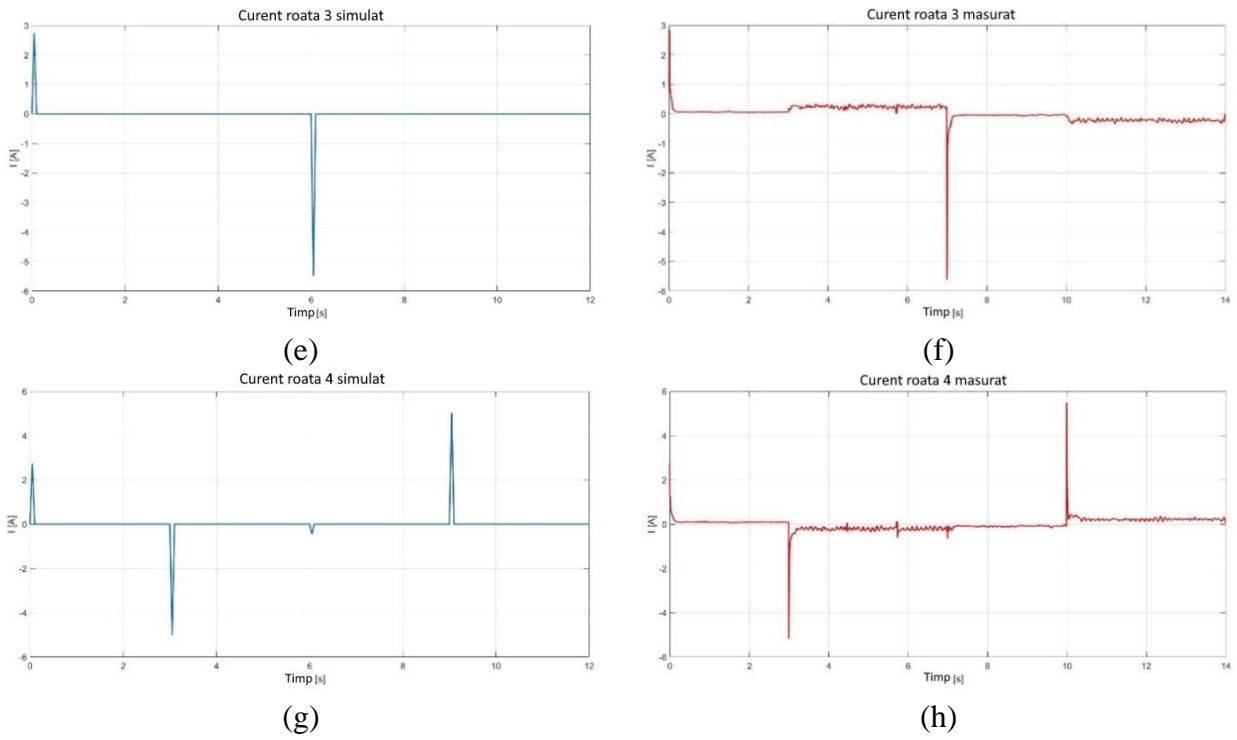 Curent roata 3 simulat
3
2
1
0
-1
-2
-3
-4
-5
-6
I [A]
0 2 4 6 8 10 12
Timp [s]
(e)
Curent roata 3 masurat
3
2
1
0
-1
-2
-3
-4
-5
-6
I [A]
0 2 4 6 8 10 12 14
Timp [s]
(f)
Curent roata 4 simulat
6
4
2
0
-2
-4
-6
I [A]
0 2 4 6 8 10 12
Timp [s]
(g)
Curent roata 4 masurat
6
4
2
0
-2
-4
-6
I [A]
0 2 4 6 8 10 12 14
Timp [s]
(h)